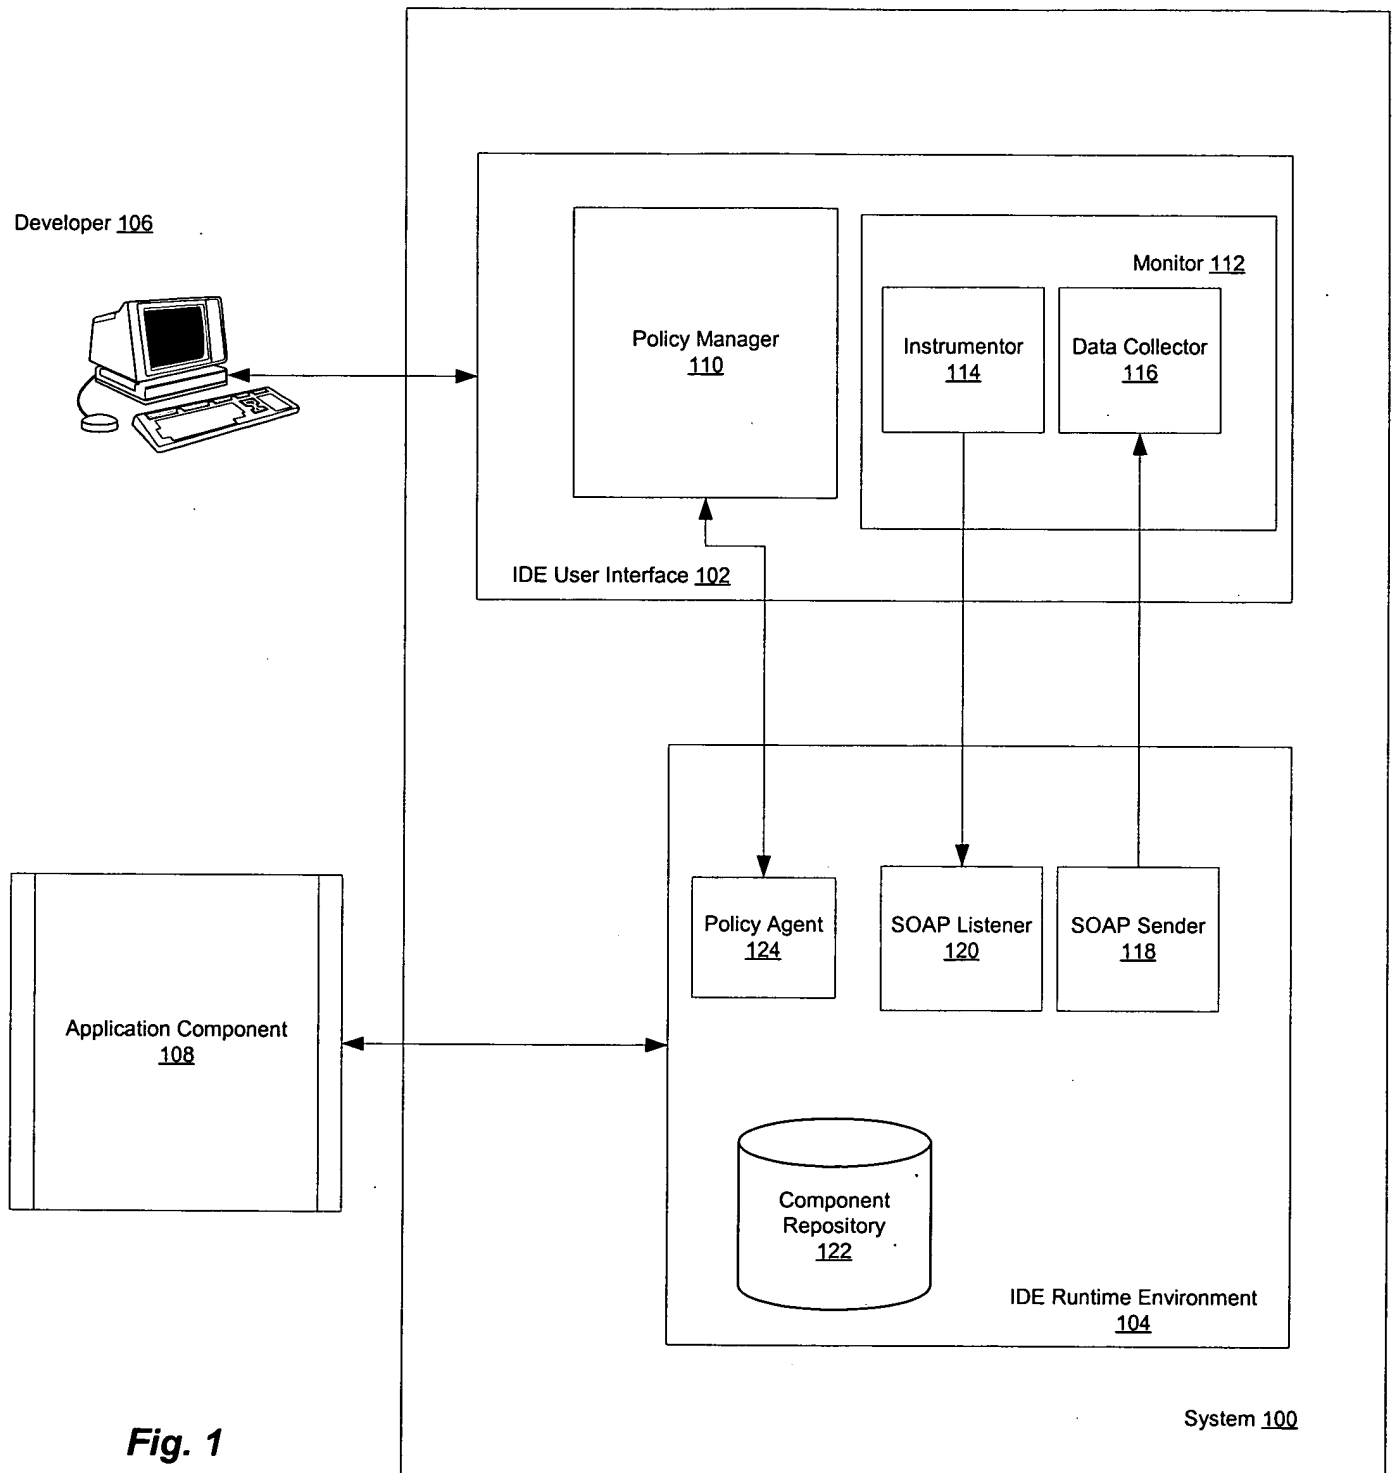 Developer 106
Monitor 112
Policy Manager
110
Instrumentor
114
Data Collector
116
IDE User Interface 102
Policy Agent
124
SOAP Listener
120
SOAP Sender
118
Application Component
108
Component
Repository
122
IDE Runtime Environment
104
System 100
Fig. 1